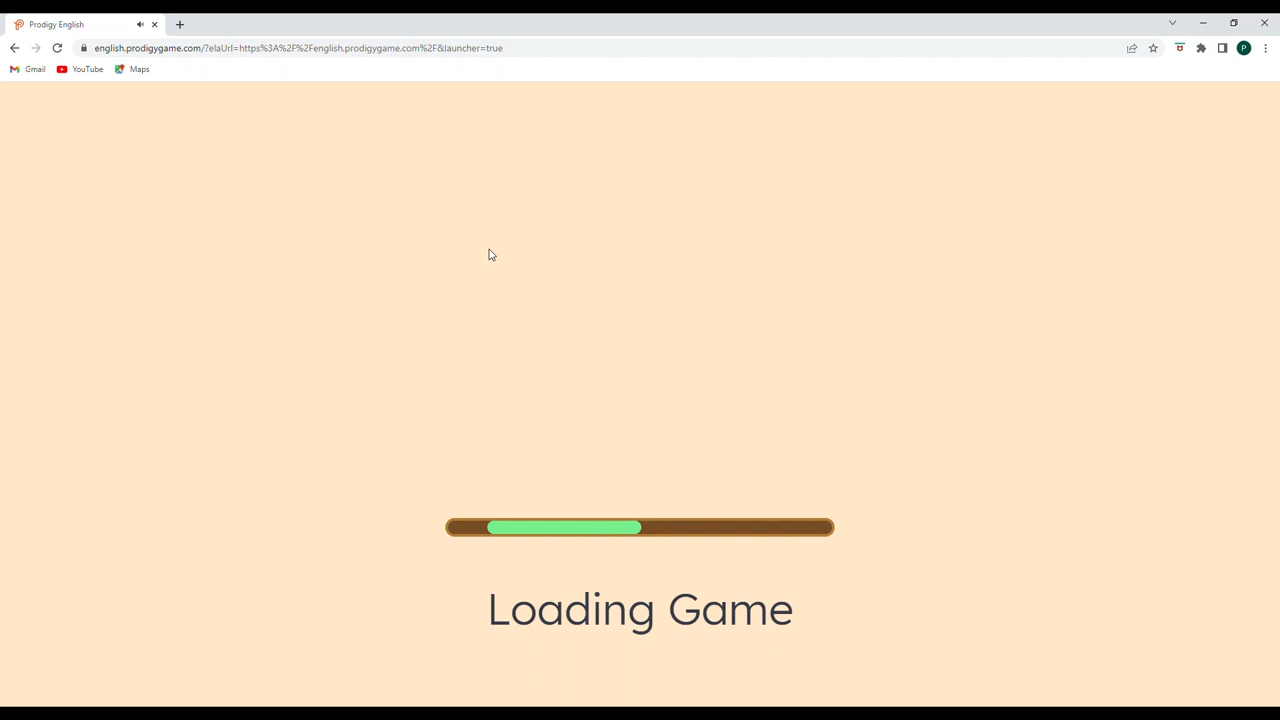 Prodigy English
english.prodigygame.com/?elaUrl=https%3A%2F%2Fenglish.prodigygame.com%2F&launcher=true
P
Gmail YouTube Maps
Loading Game